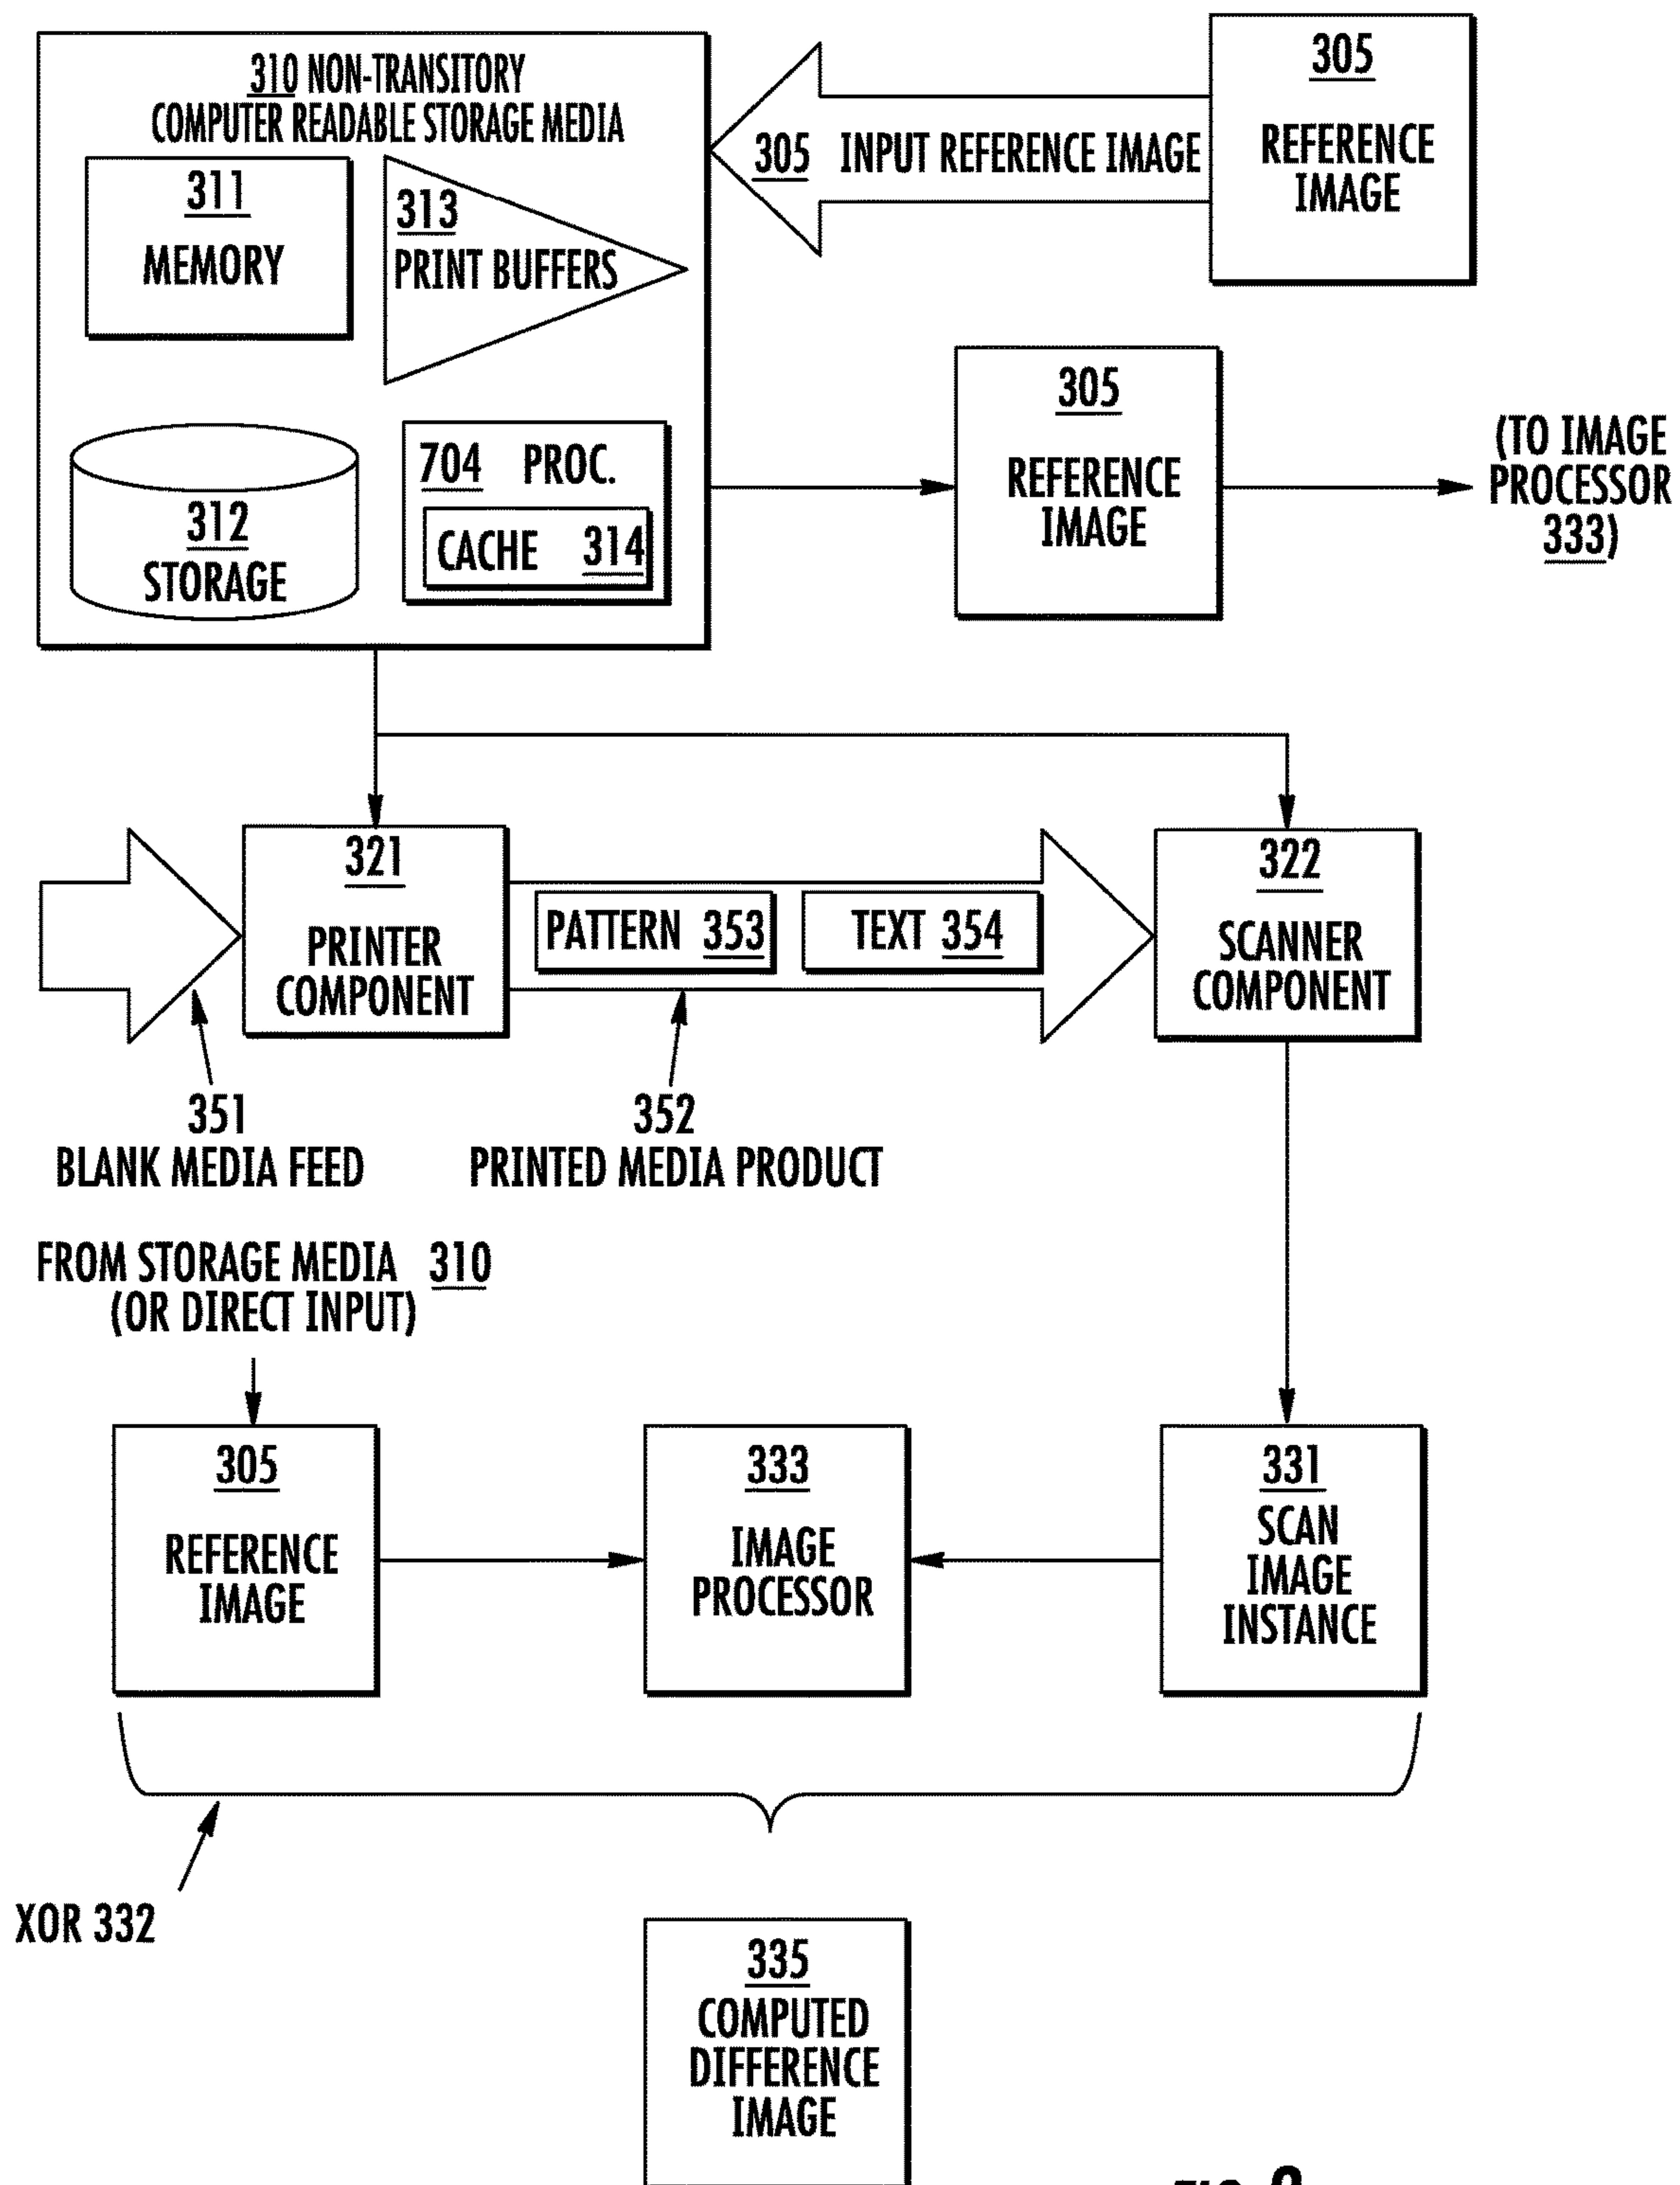 310 NON-TRANSITORY
COMPUTER READABLE STORAGE MEDIA
311
MEMORY
313
PRINT BUFFERS
312
STORAGE
704 PROC.
CACHE 314
305 INPUT REFERENCE IMAGE
305
REFERENCE
IMAGE
305
REFERENCE
IMAGE
(TO IMAGE
PROCESSOR
333)
321
PRINTER
COMPONENT
PATTERN 353
TEXT 354
322
SCANNER
COMPONENT
351
BLANK MEDIA FEED
352
PRINTED MEDIA PRODUCT
FROM STORAGE MEDIA 310
(OR DIRECT INPUT)
305
REFERENCE
IMAGE
333
IMAGE
PROCESSOR
331
SCAN
IMAGE
INSTANCE
XOR 332
335
COMPUTED
DIFFERENCE
IMAGE